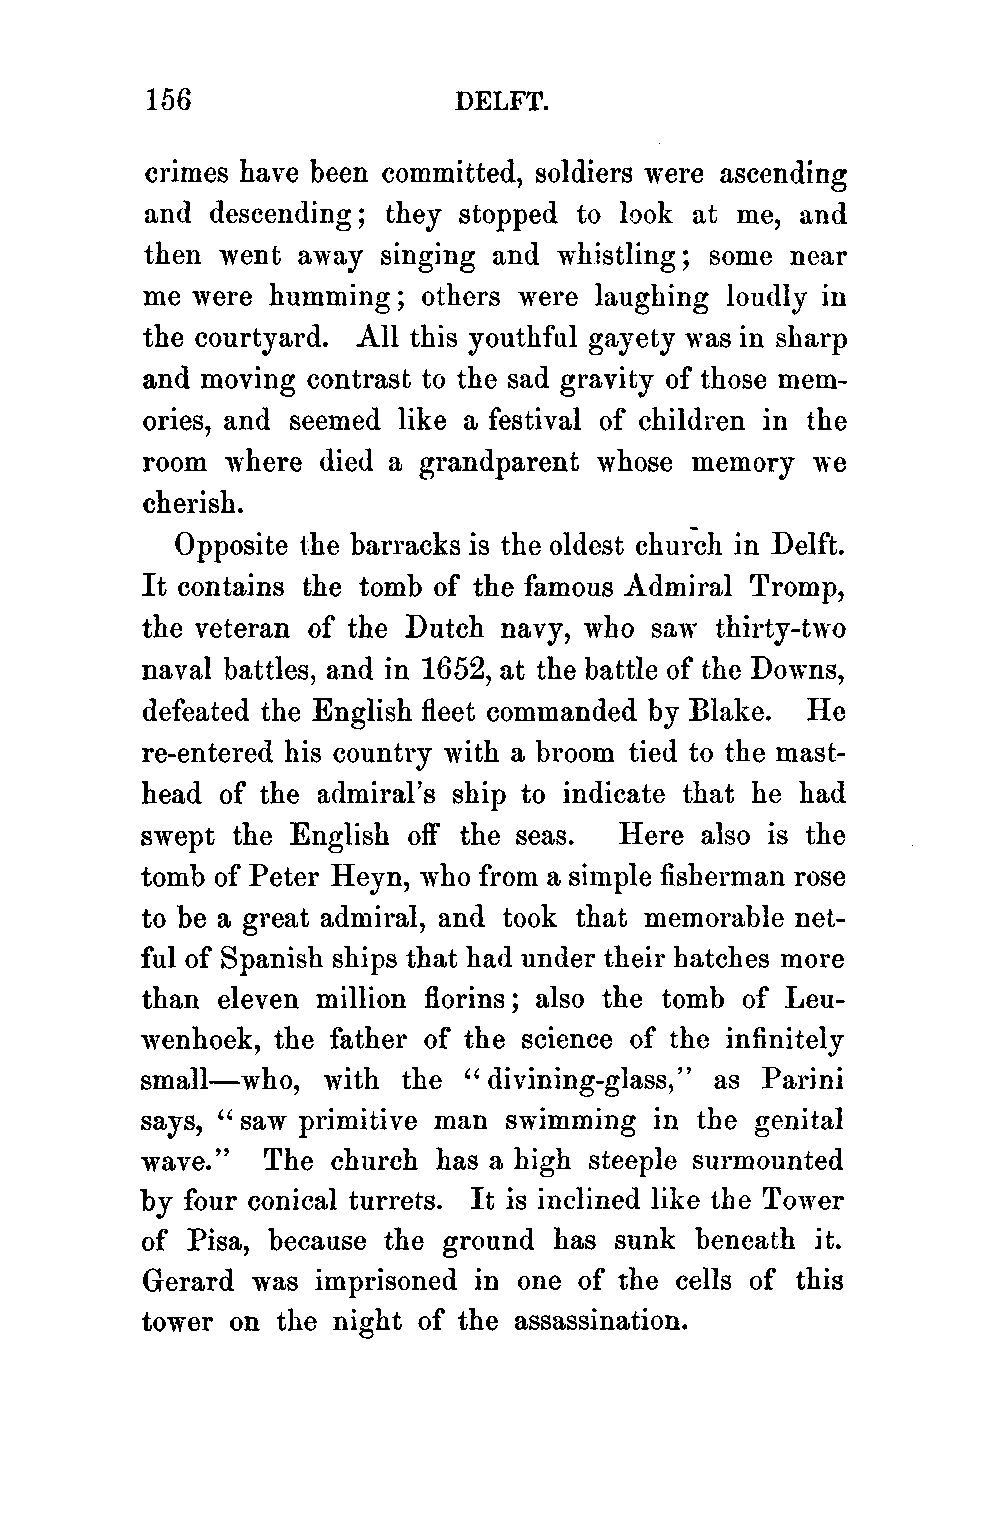 156 DELFT.
crimes have been committed, soldiers were ascending
and descending; they stopped to look at me, and
then went away singing and whistling; some near
me were humming; others were laughing loudly in
the courtyard. All this youthful gayety was in sharp
and moving contrast to the sad gravity of those mem-
ories, and seemed like a festival of children in the
room where died a grandparent whose memory we
cherish.
Opposite the barracks is the oldest church in Delft.
It contains the tomb of the famous Admiral Tromp,
the veteran of the Dutch navy, who saw thirty-two
naval battles, and in 1652, at the battle of the Downs,
defeated the English fleet commanded by Blake. He
re-entered his country with a broom tied to the mast-
head of the admiral's ship to indicate that he had
swept the English off the seas. Here also is the
tomb of Peter Heyn, who from a simple fisherman rose
to be a great admiral, and took that memorable net-
ful of Spanish ships that had under their hatches more
than eleven million florins; also the tomb of Leu-
wenhoek, the father of the science of the infinitely
small—who, with the "divining-glass," as Parini
says, "saw primitive man swimming in the genital
wave." The church has a high steeple surmounted
by four conical turrets. It is inclined like the Tower
of Pisa, because the ground has sunk beneath it.
Gerard was imprisoned in one of the cells of this
tower on the night of the assassination.